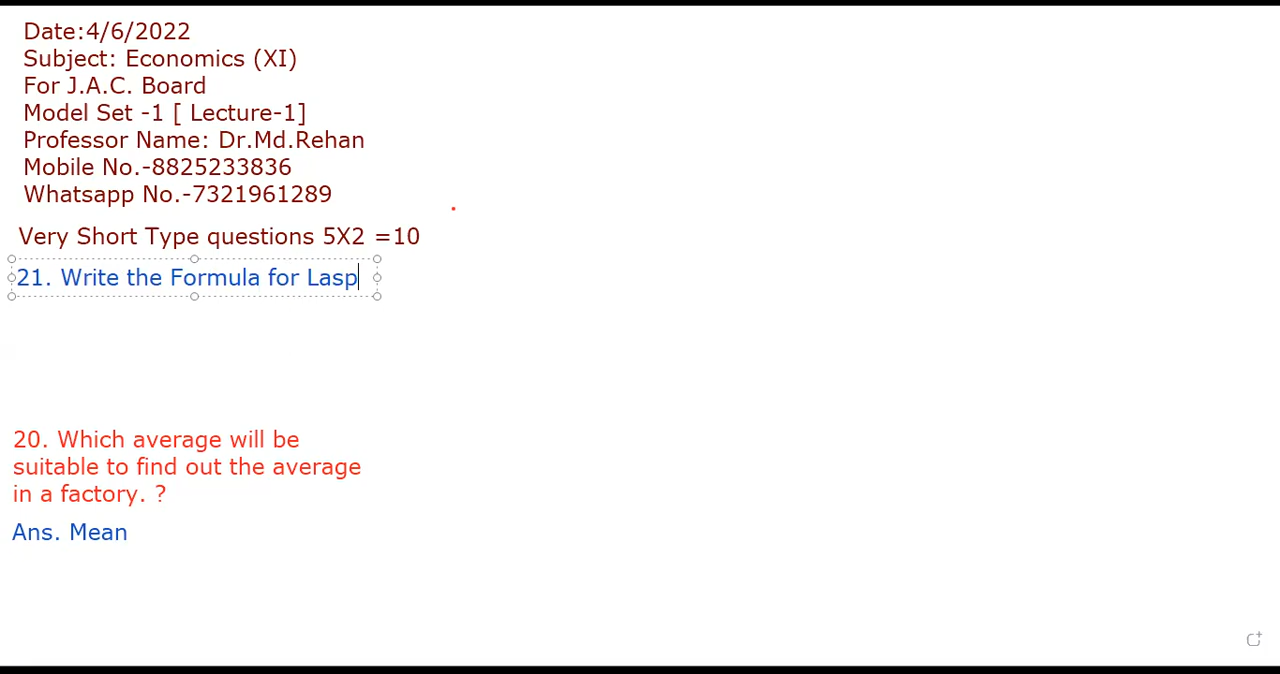 Date:4/6/2022
Subject: Economics (XI)
For J.A.C. Board
Model Set -1 [ Lecture-1]
Professor Name: Dr.Md.Rehan
Mobile No.-8825233836
Whatsapp No.-7321961289
Very Short Type questions 5X2 =10
21. Write the Formula for Lasp
20. Which average will be
suitable to find out the average
in a factory. ?
Ans. Mean